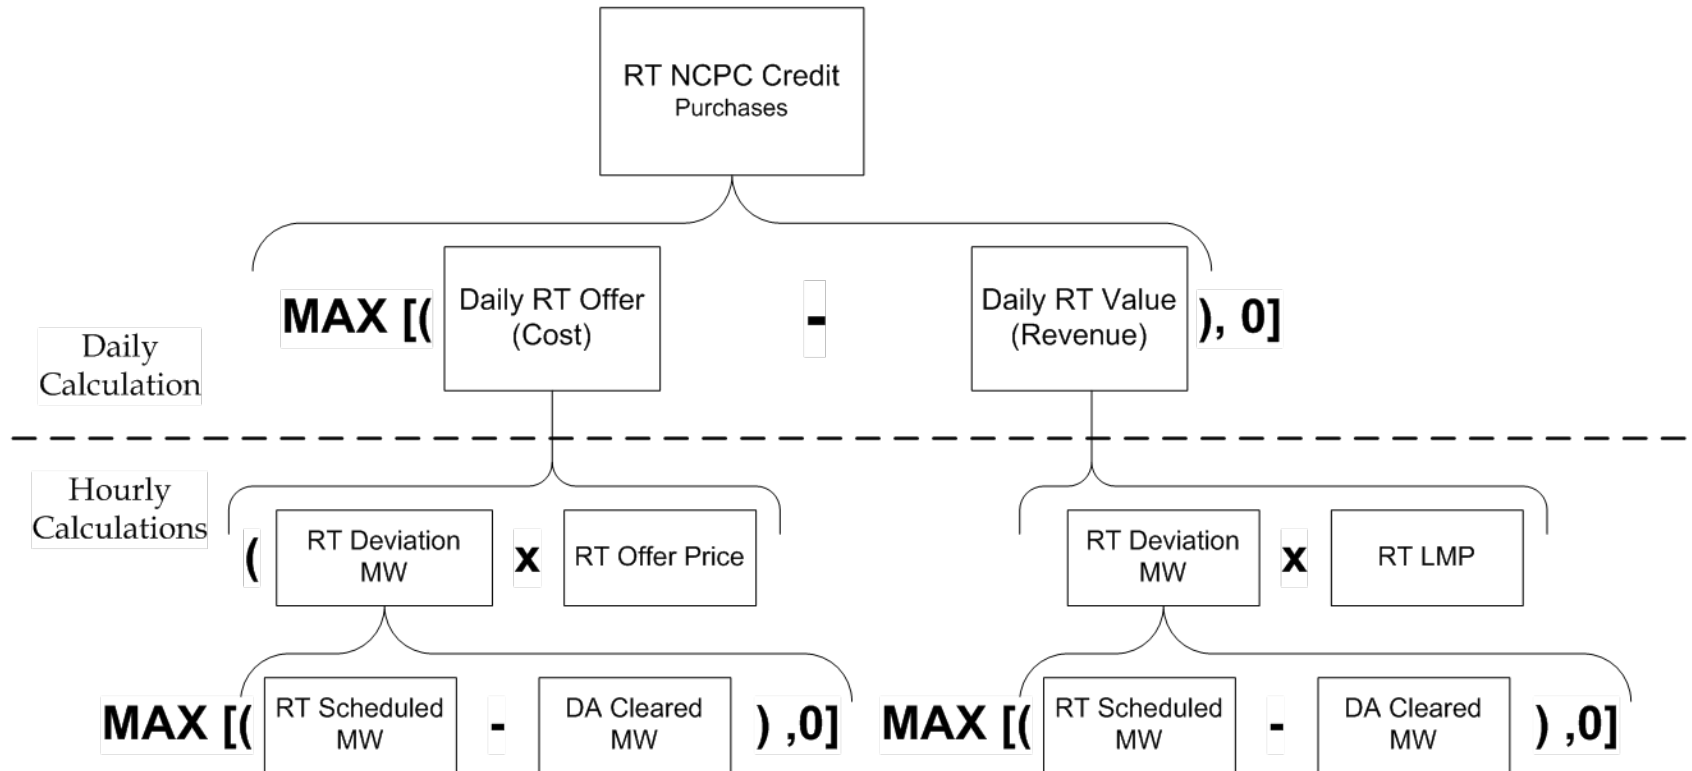 RT NCPC Credit
Purchases
MAX [(
Daily RT Offer
(Cost)
-
Daily RT Value
(Revenue)
), 0]
Daily
Calculation
Hourly
Calculations
(
RT Deviation
MW
x
RT Offer Price
RT Deviation
MW
x
RT LMP
MAX [(
RT Scheduled
MW
-
DA Cleared
MW
) ,0]
MAX [(
RT Scheduled
MW
-
DA Cleared
MW
) ,0]